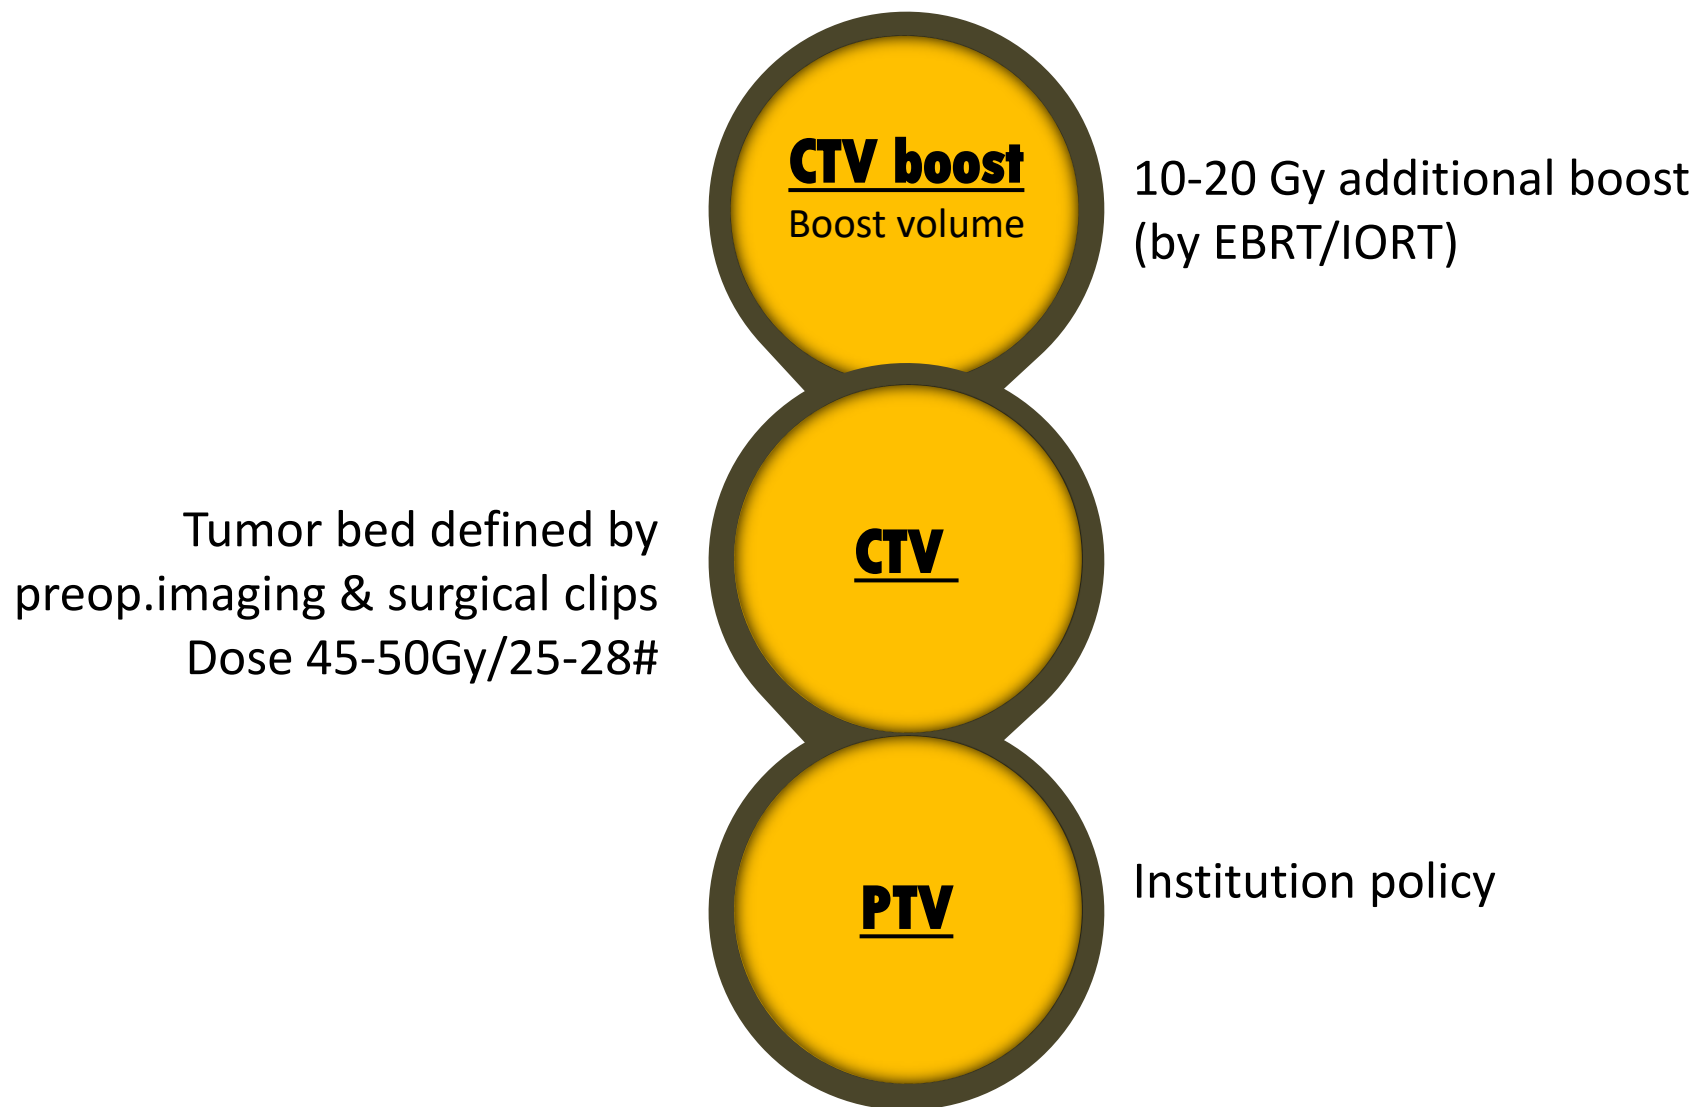 CTV boost
Boost volume
10-20 Gy additional boost
(by EBRT/IORT)
Tumor bed defined by
preop.imaging & surgical clips
Dose 45-50Gy/25-28#
CTV
PTV
Institution policy